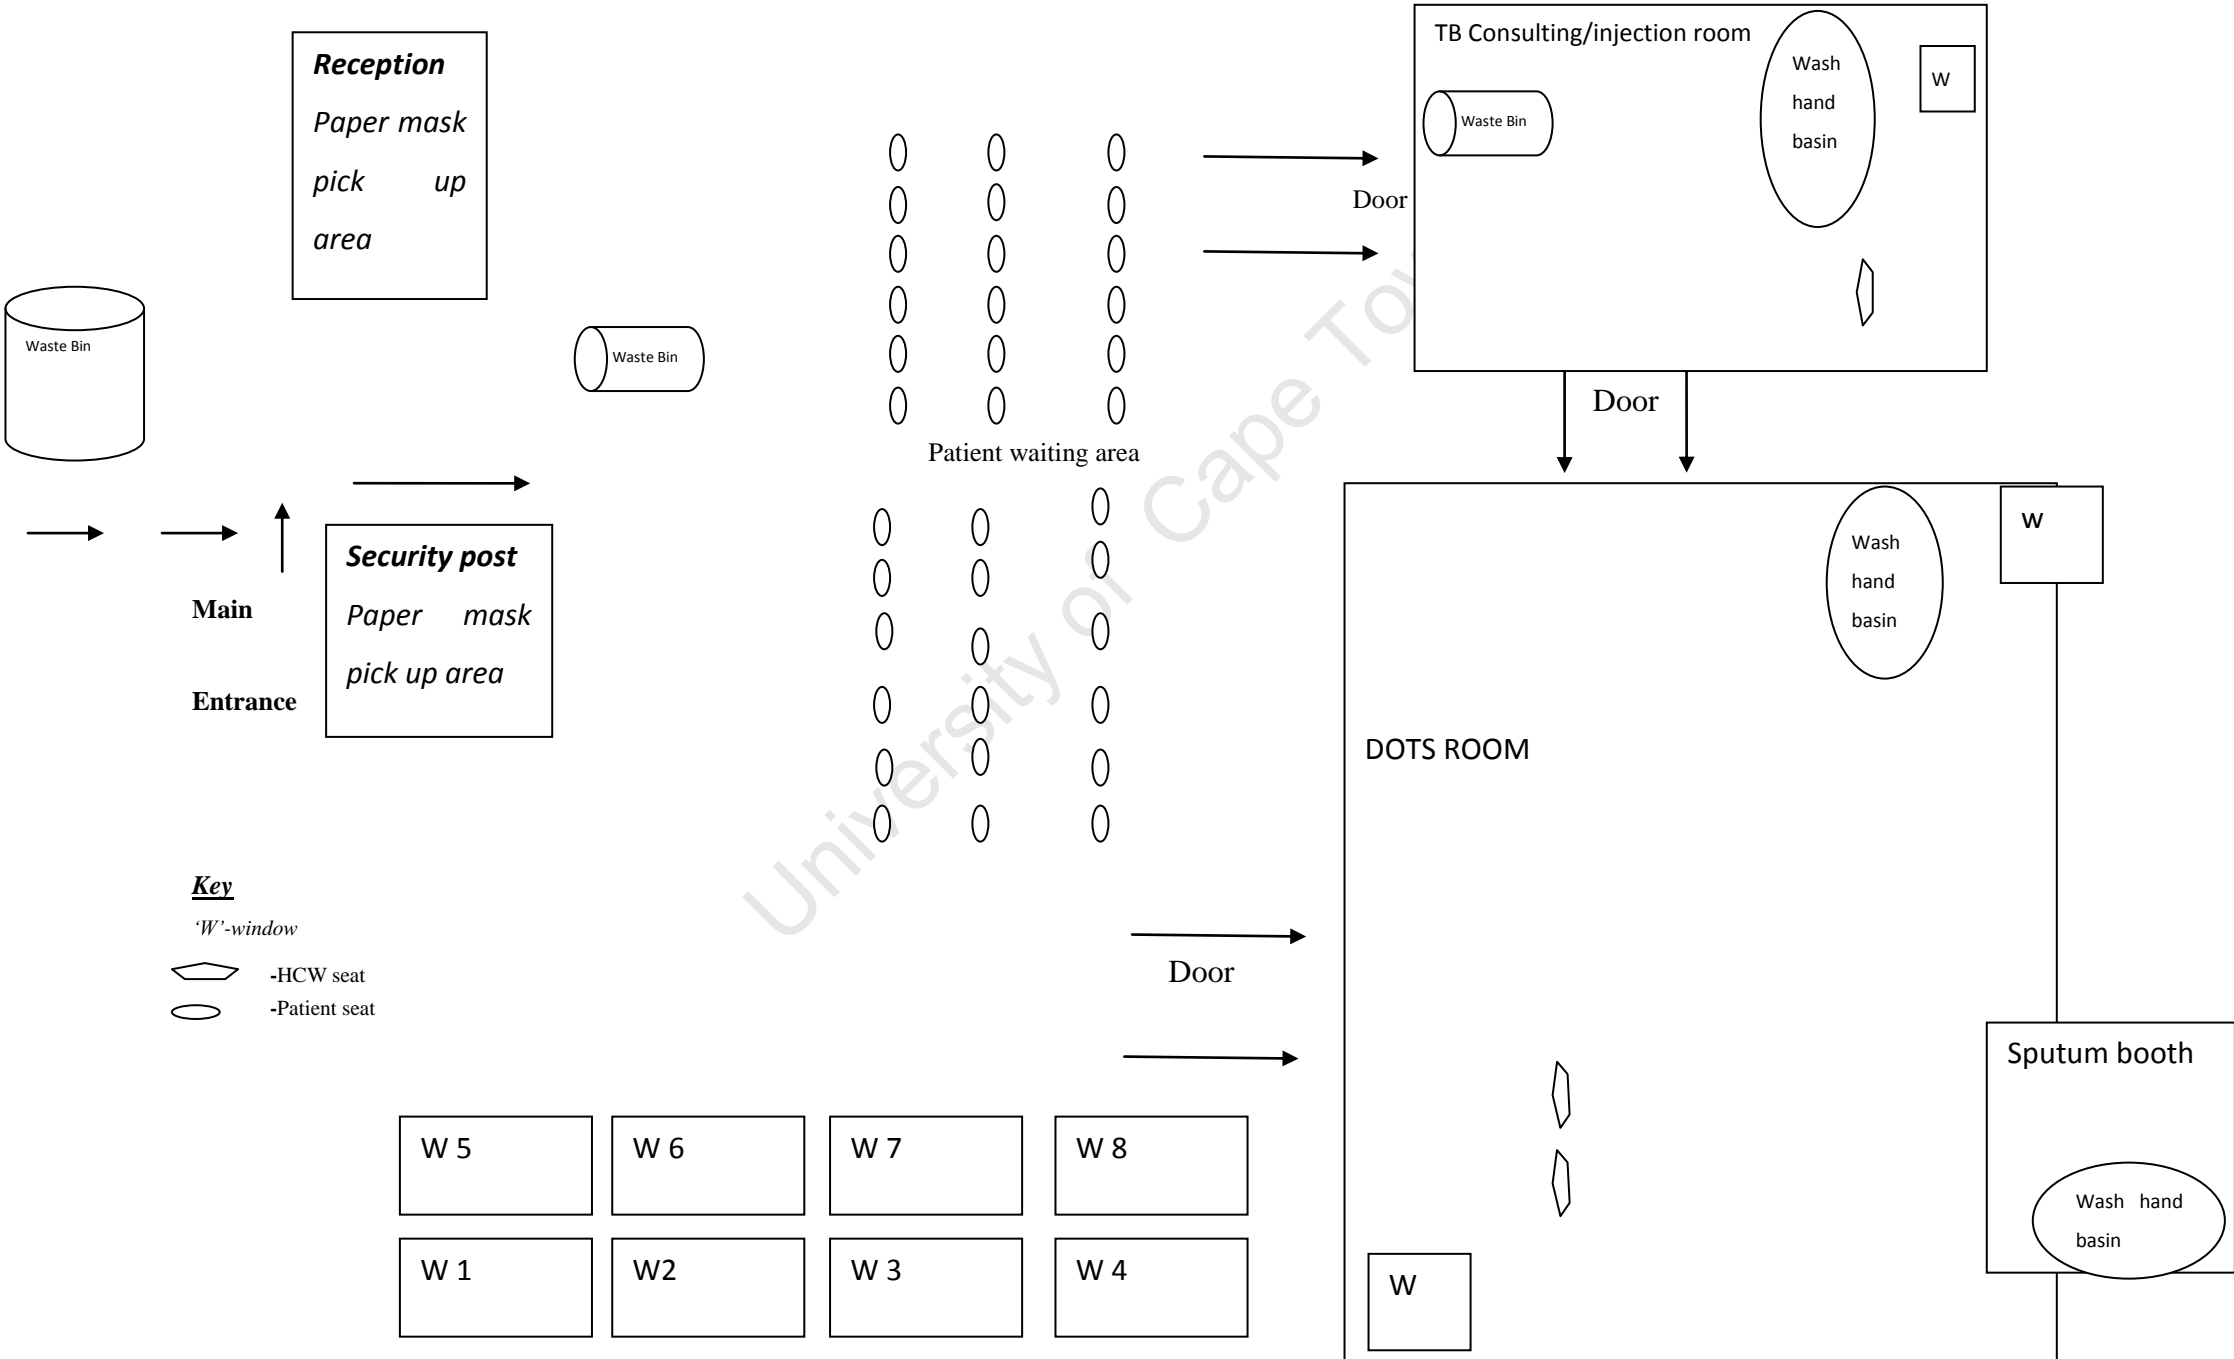 Reception
Paper mask
pick up
area
Waste Bin
Waste Bin
TB Consulting/injection room
Waste Bin
Wash
hand
basin
W
Door
Door
Patient waiting area
Main
Entrance
Security post
Paper mask
pick up area
DOTS ROOM
Wash
hand
basin
W
Key
‘W’-window
-HCW seat
-Patient seat
Door
Sputum booth
Wash hand
basin
W 5
W 6
W 7
W 8
W 1
W2
W 3
W 4
W
University of Cape Tow